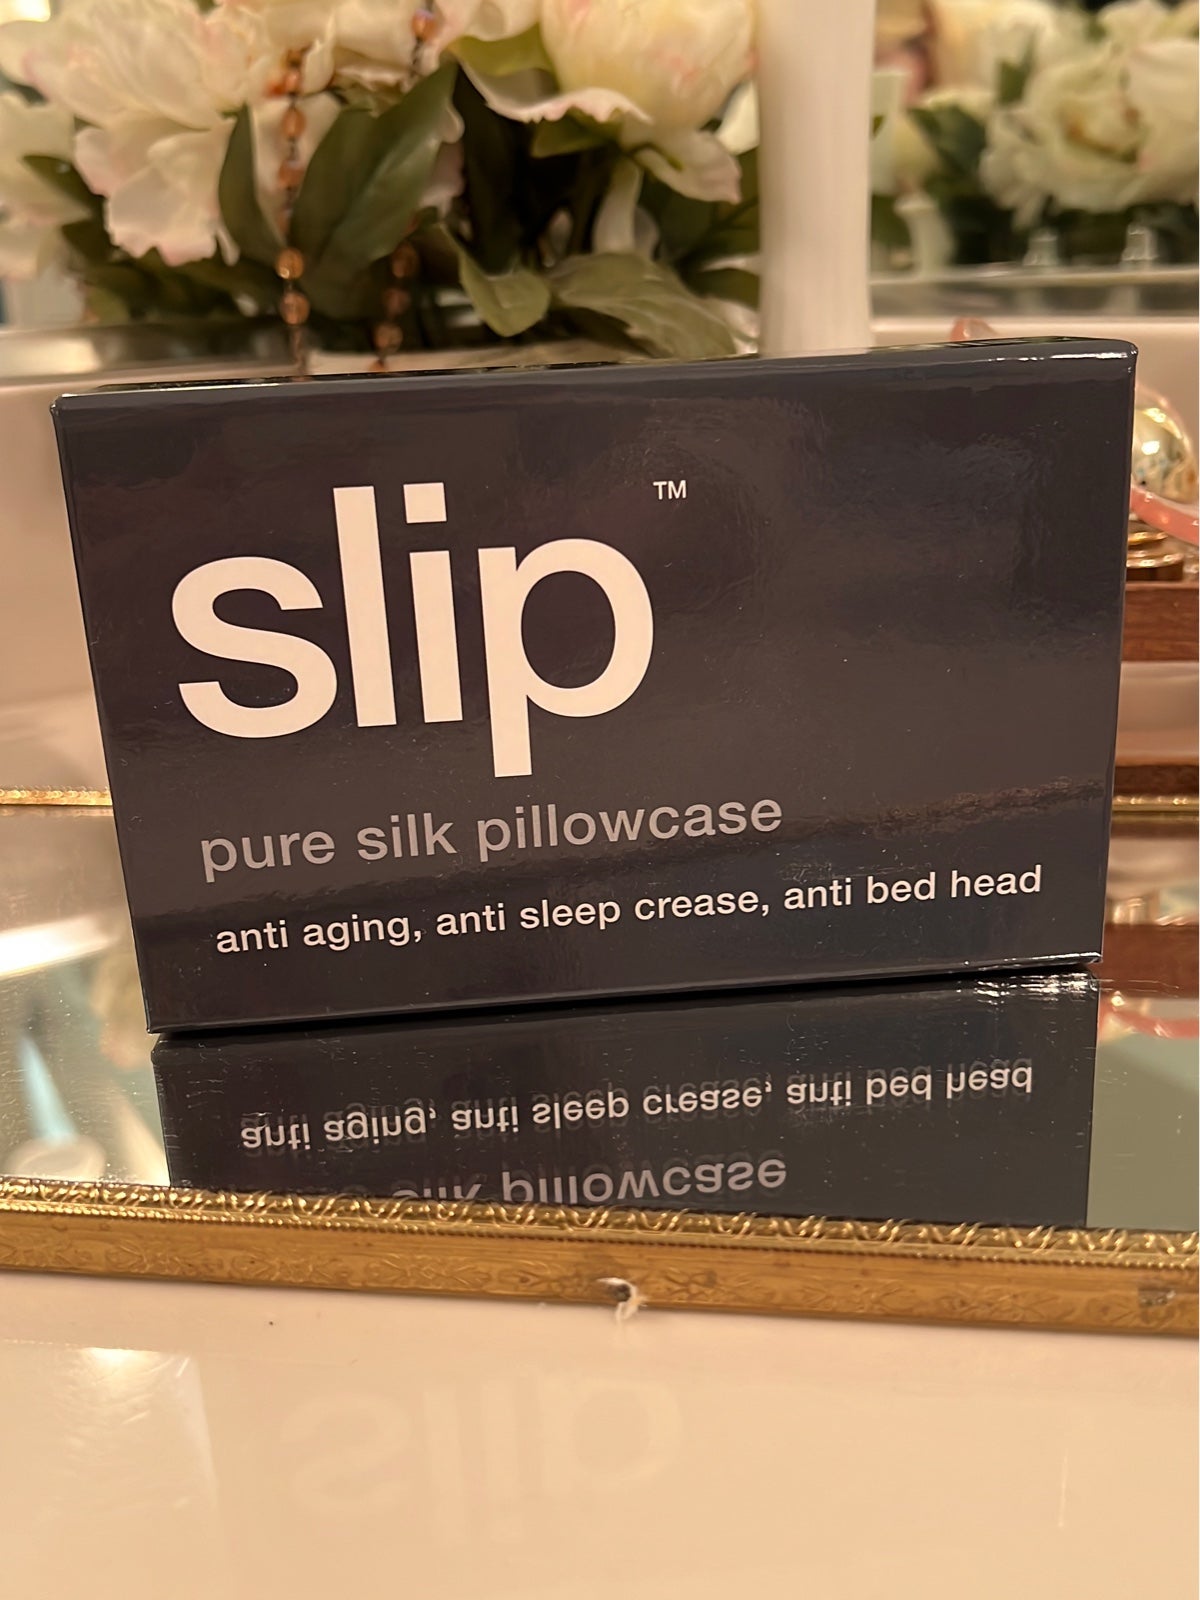 slip™
pure silk pillowcase
anti aging, anti sleep crease, anti bed head